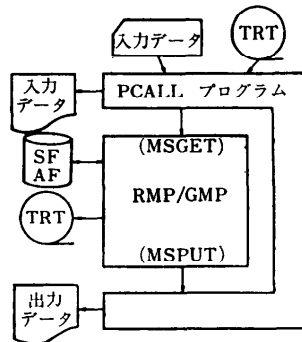 入力データ
TRT
入力
データ
PCALL プログラム
SF
AF
(MSGET)
RMP/GMP
TRT
(MSPUT)
出力
データ